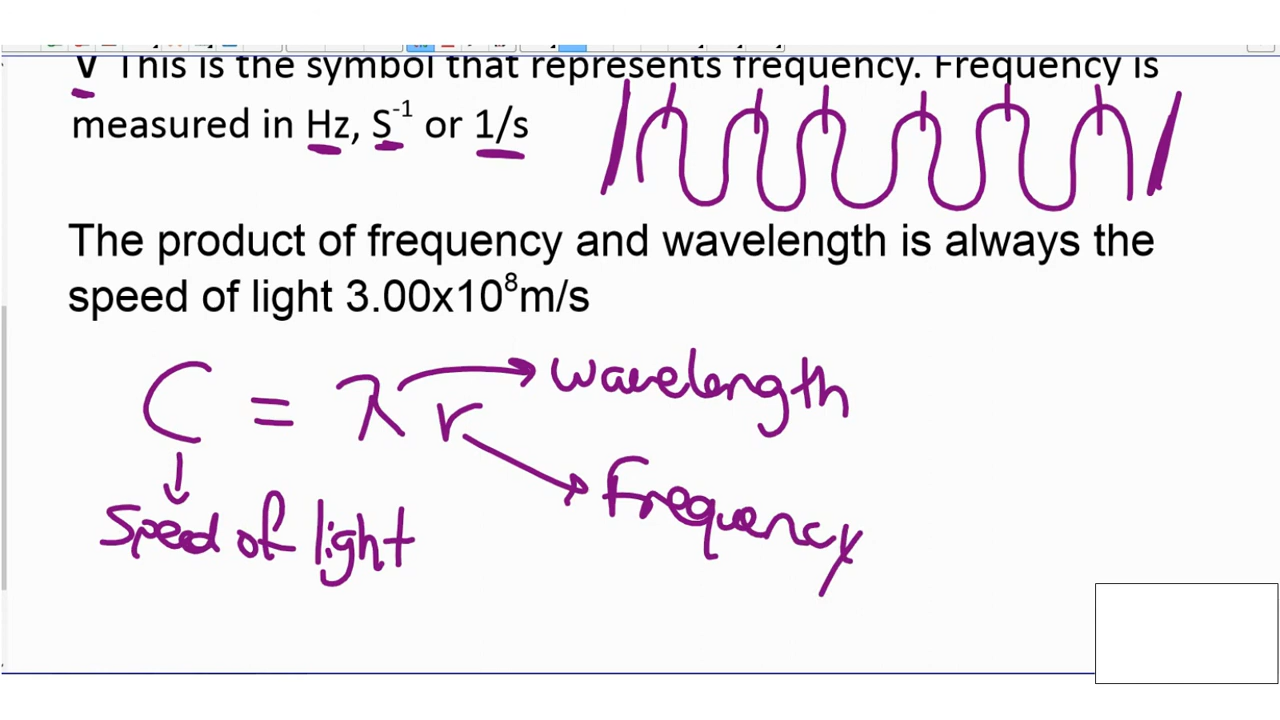 ν This is the symbol that represents frequency. Frequency is
measured in Hz, S⁻¹ or 1/s
The product of frequency and wavelength is always the
speed of light 3.00x10⁸m/s
C = λ ν → wavelength
Frequency
Speed of light